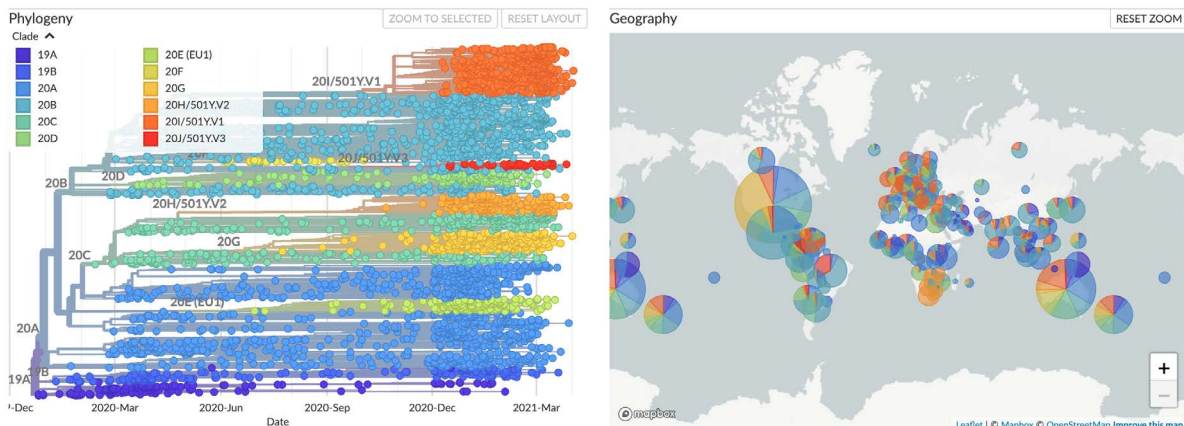 Phylogeny
ZOOM TO SELECTED
RESET LAYOUT
Clade
19A
19B
20A
20B
20C
20D
20E (EU1)
20F
20G
20H/501Y.V2
20I/501Y.V1
20J/501Y.V3
20I/501Y.V1
20J/501Y.V3
20D
20B
20H/501Y.V2
20G
20C
20E (EU1)
20A
19B
19A
2020-Mar
2020-Jun
2020-Sep
2020-Dec
2021-Mar
Date
Geography
RESET ZOOM
+
−
mapbox
Leaflet | © Mapbox © OpenStreetMap Improve this map